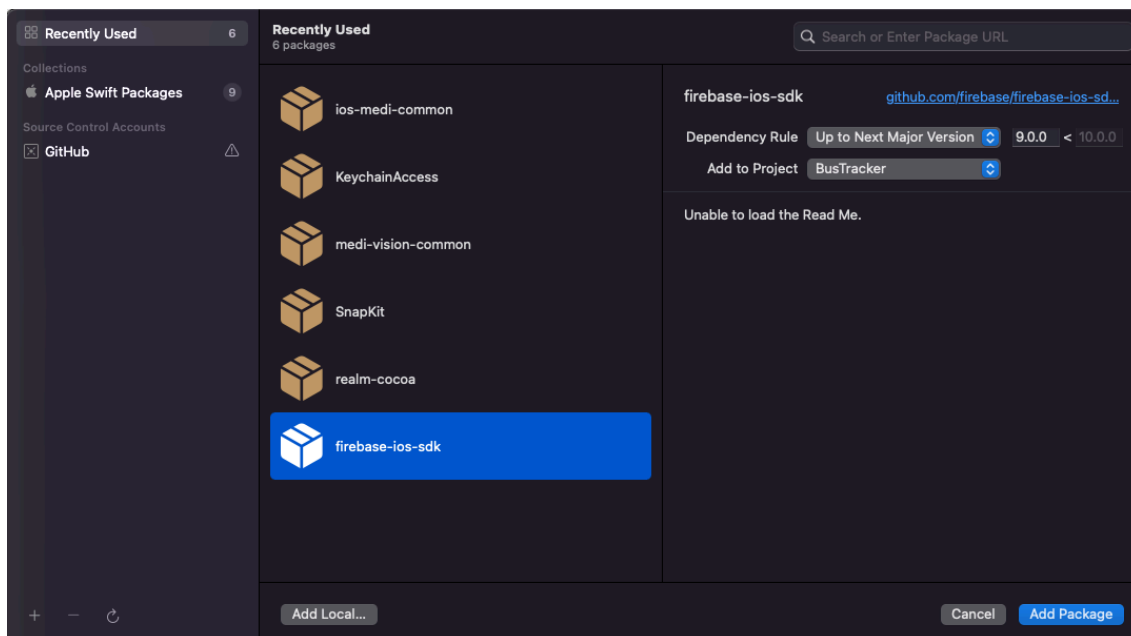 Recently Used 6
Collections
Apple Swift Packages 9
Source Control Accounts
GitHub
Recently Used
6 packages
Search or Enter Package URL
ios-medi-common
KeychainAccess
medi-vision-common
SnapKit
realm-cocoa
firebase-ios-sdk
firebase-ios-sdk github.com/firebase/firebase-ios-sd...
Dependency Rule Up to Next Major Version 9.0.0 < 10.0.0
Add to Project BusTracker
Unable to load the Read Me.
Add Local... Cancel Add Package